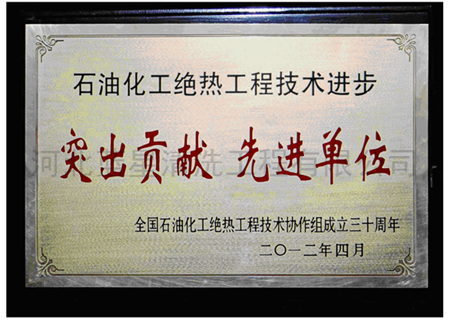 石油化工绝热工程技术进步
突出贡献 先进单位
全国石油化工绝热工程技术协作组成立三十周年
二〇一二年四月